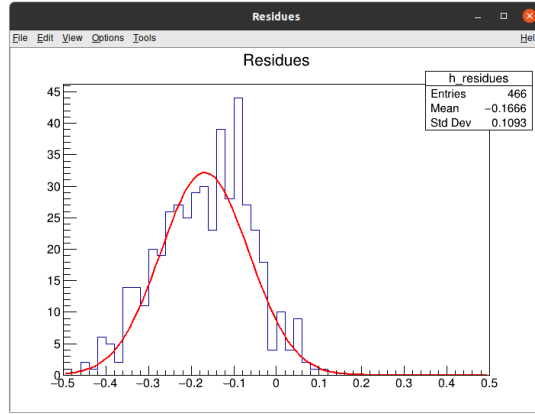 Residues
File Edit View Options Tools Hel
Residues
h_residues
Entries 466
Mean −0.1666
Std Dev 0.1093
45
40
35
30
25
20
15
10
5
0
−0.5 −0.4 −0.3 −0.2 −0.1 0 0.1 0.2 0.3 0.4 0.5